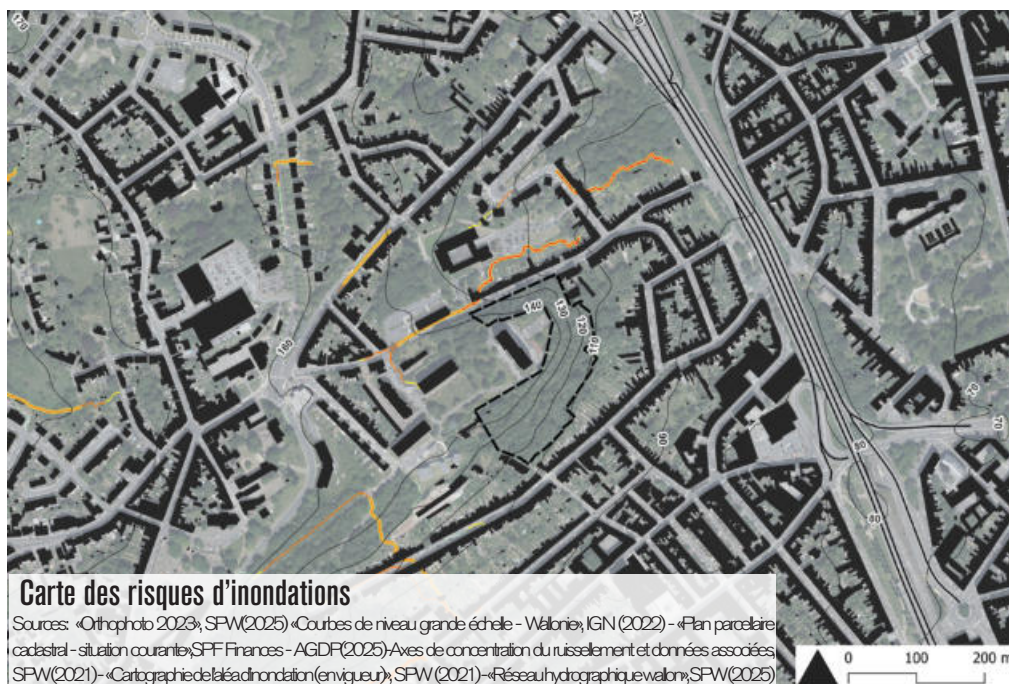 120
140
130
120
110
160
90
70
70
80
80
Carte des risques d'inondations
Sources: «Orthophoto 2023», SPW(2025) «Courbes de niveau grande échelle - Wallonie», IGN (2022) - «Plan parcellaire
cadastral - situation courante»,SPF Finances - AGDP(2025)-Axes de concentration du ruissellement et données associées,
SPW(2021) - «Cartographie de l'aléa d'inondation (en vigueur)», SPW (2021) -«Réseau hydrographique wallon»,SPW(2025)
0 100 200 m